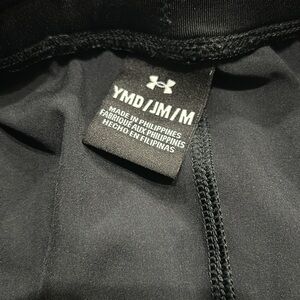 YMD/JM/M
MADE IN PHILIPPINES
FABRIQUÉ AUX PHILIPPINES
HECHO EN FILIPINAS